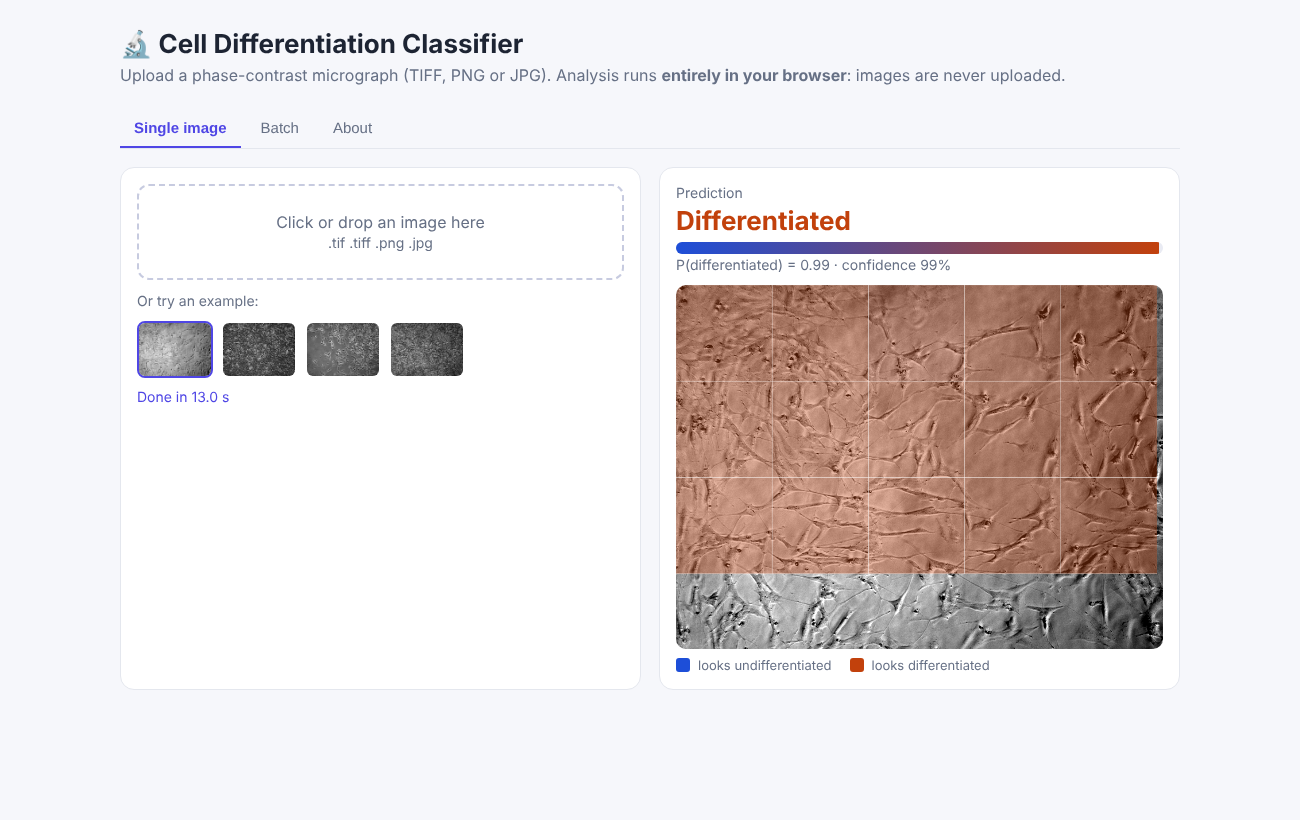 🔬 Cell Differentiation Classifier
Upload a phase-contrast micrograph (TIFF, PNG or JPG). Analysis runs entirely in your browser: images are never uploaded.
Single image
Batch
About
Click or drop an image here
.tif .tiff .png .jpg
Or try an example:
Done in 13.0 s
Prediction
Differentiated
P(differentiated) = 0.99 · confidence 99%
looks undifferentiated
looks differentiated